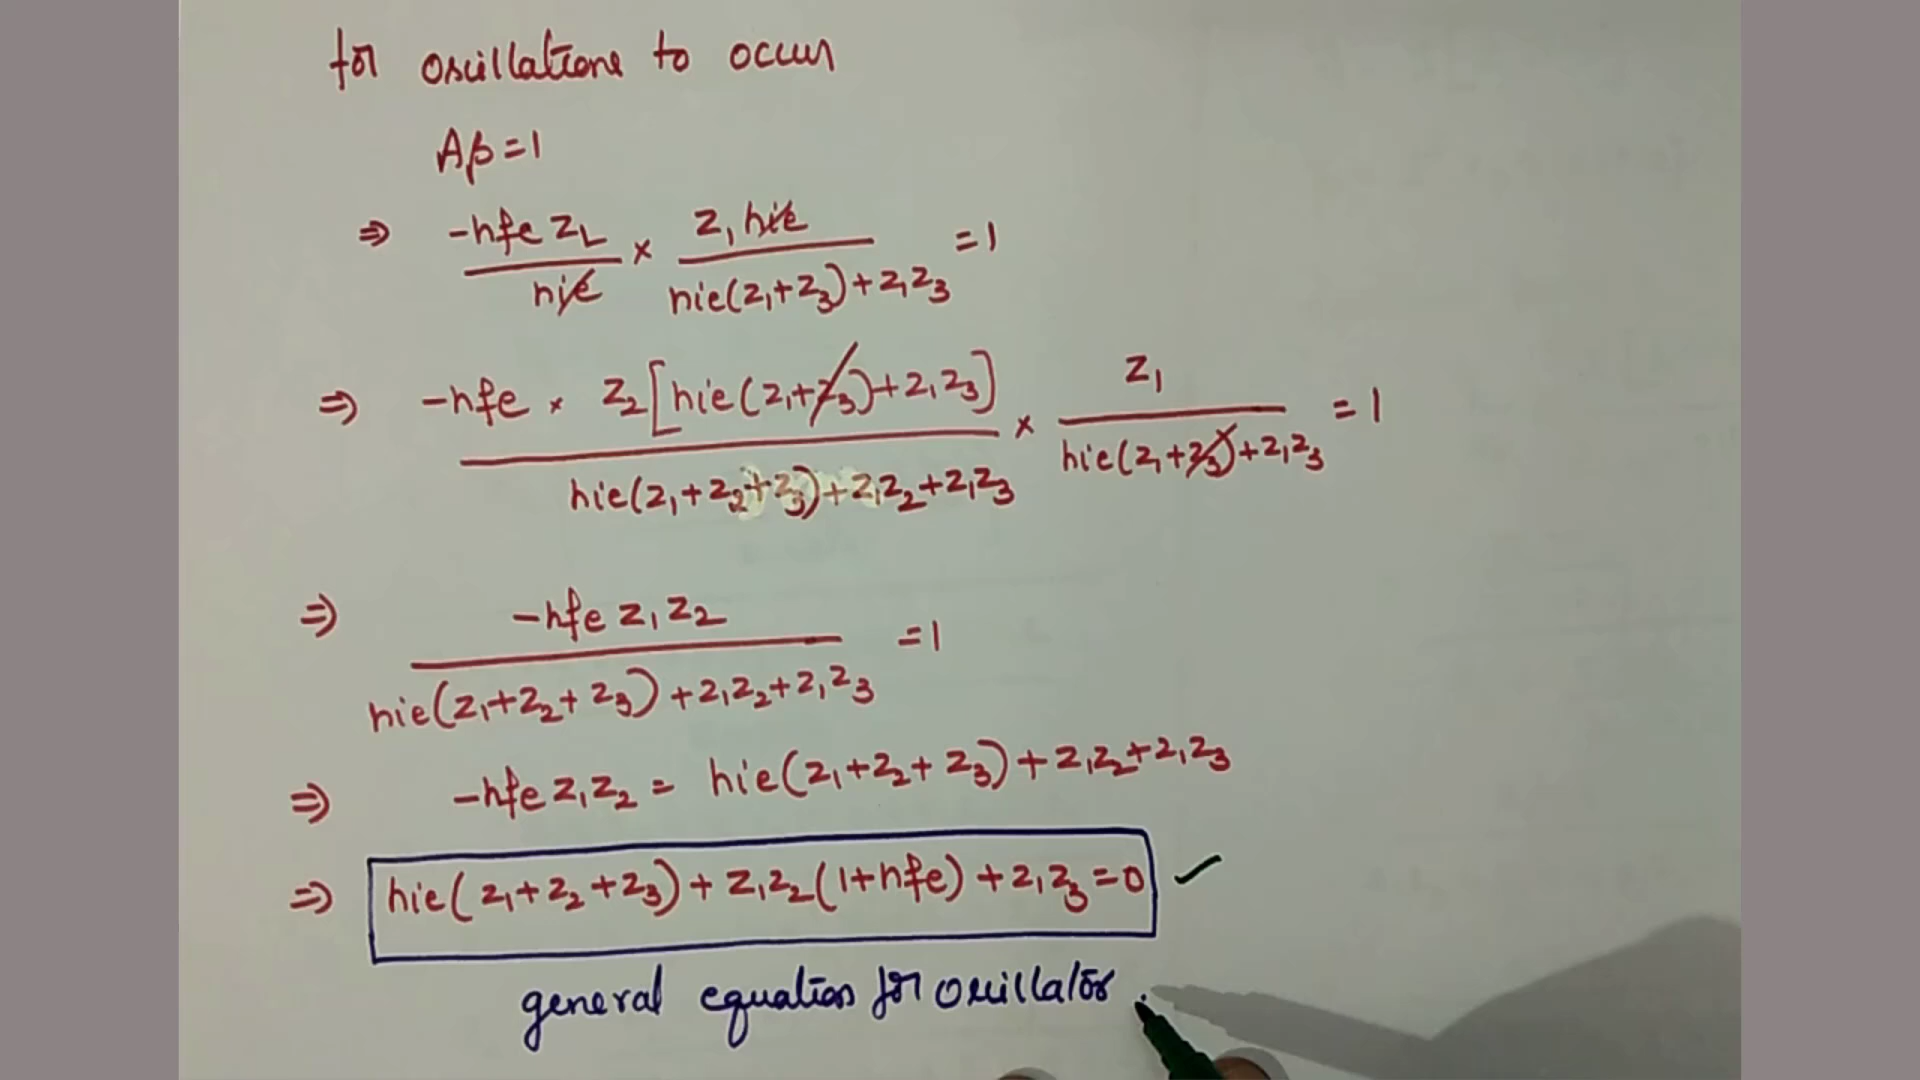 for oscillations to occur
Aβ=1
⇒ -hfe ZL / hie × Z1 hie / hie(Z1+Z3)+Z1Z3 =1
⇒ -hfe × Z2[hie(Z1+Z3)+Z1Z3] / hie(Z1+Z2+Z3)+Z1Z2+Z1Z3 × Z1 / hie(Z1+Z3)+Z1Z3 = 1
⇒ -hfe Z1Z2 / hie(Z1+Z2+Z3)+Z1Z2+Z1Z3 =1
⇒ -hfe Z1Z2 = hie(Z1+Z2+Z3)+Z1Z2+Z1Z3
⇒ hie(Z1+Z2+Z3)+Z1Z2(1+hfe)+Z1Z3=0 ✓
general equation for oscillator.